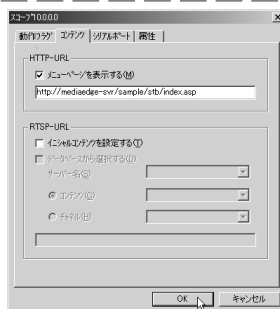 ｽｺｰﾌﾟ10.0.0.0
動作ﾌﾗｸﾞ ｺﾝﾃﾝﾂ ｼﾘｱﾙﾎﾟｰﾄ 属性
HTTP-URL
ﾒﾆｭｰﾍﾟｰｼﾞを表示する(M)
http://mediaedge-svr/sample/stb/index.asp
RTSP-URL
ｲﾆｼｬﾙｺﾝﾃﾝﾂを設定する(I)
ﾃﾞｰﾀﾍﾞｰｽから選択する(D)
ｻｰﾊﾞｰ名(S)
ｺﾝﾃﾝﾂ(O)
ﾁｬﾈﾙ(H)
OK ｷｬﾝｾﾙ